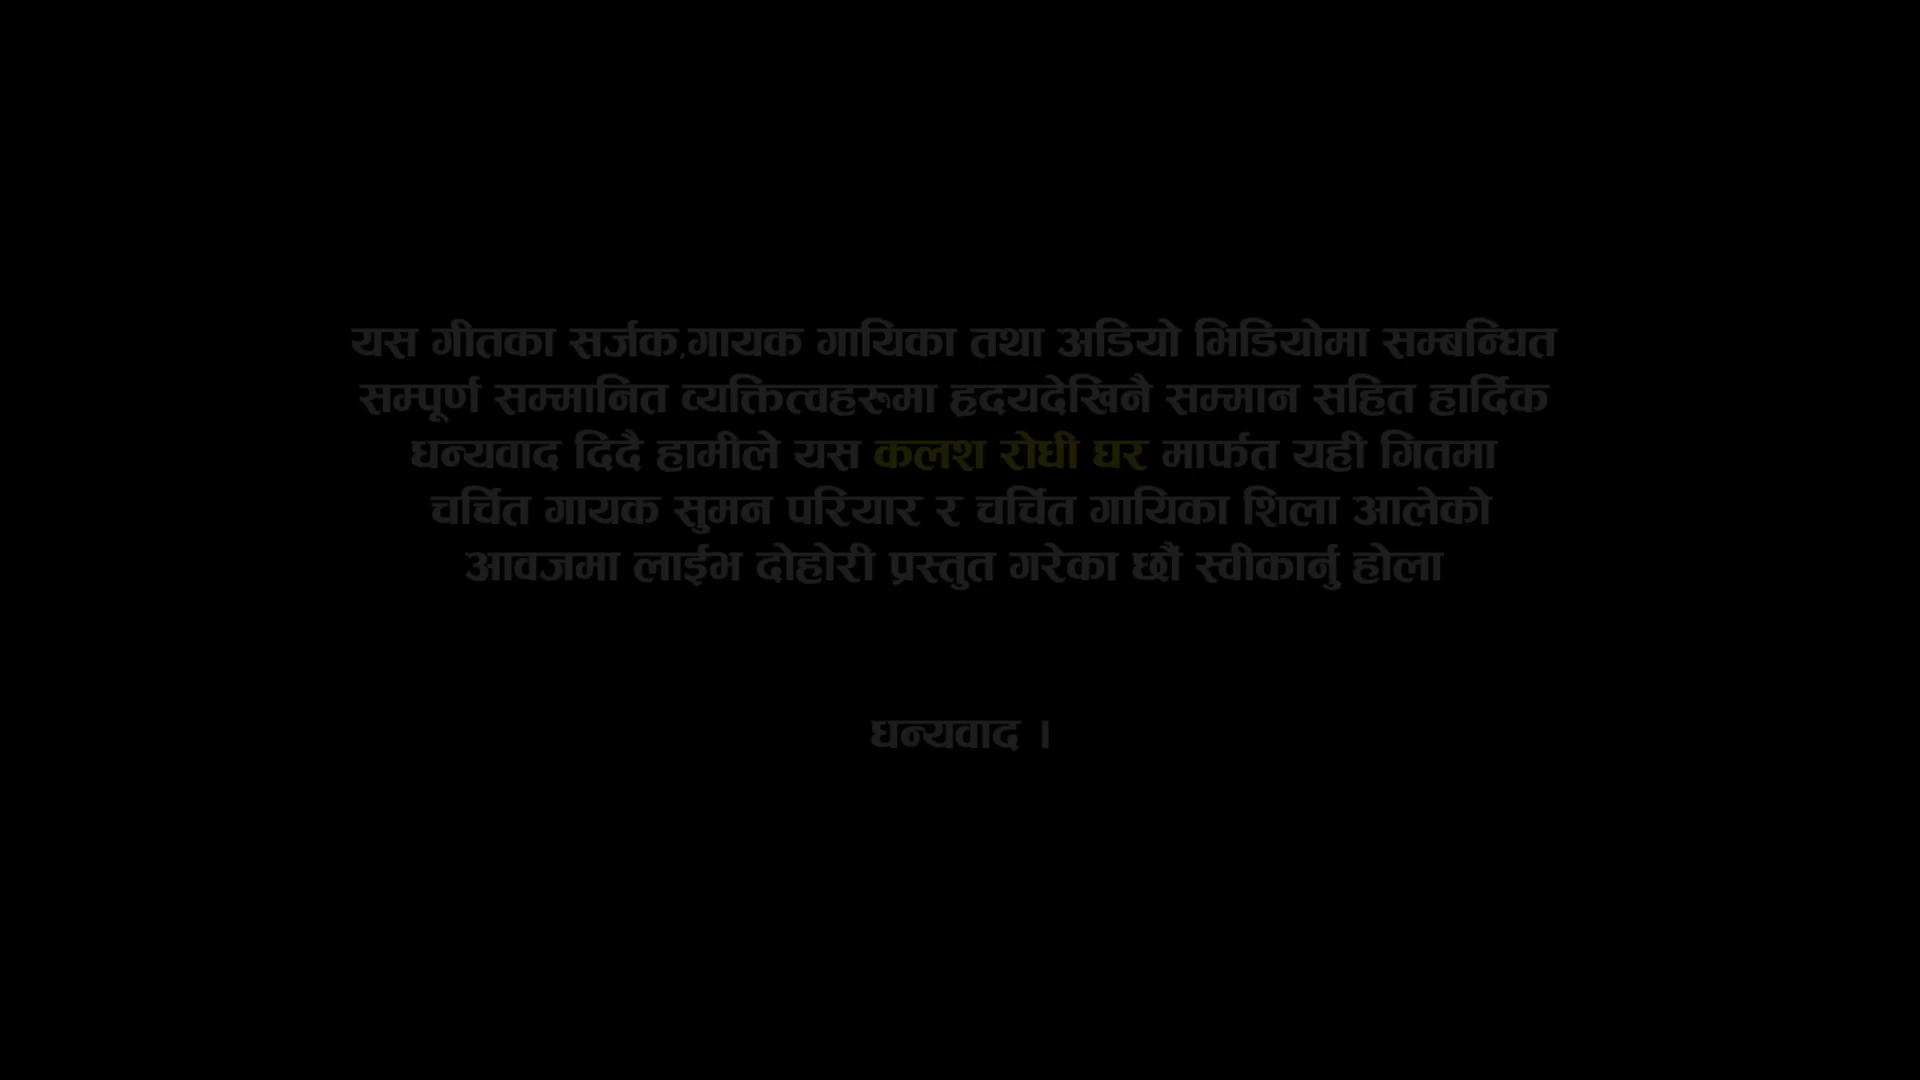 यस गीतका सर्जक,गायक गायिका तथा अडियो भिडियोमा सम्बन्धित
सम्पूर्ण सम्मानित व्यक्तित्वहरुमा ह्रदयदेखिनै सम्मान सहित हार्दिक
धन्यवाद दिदै हामीले यस कलश रोधी घर मार्फत यही गितमा
चर्चित गायक सुमन परियार र चर्चित गायिका शिला आलेको
आवजमा लाईभ दोहोरी प्रस्तुत गरेका छौं स्वीकार्नु होला
धन्यवाद ।